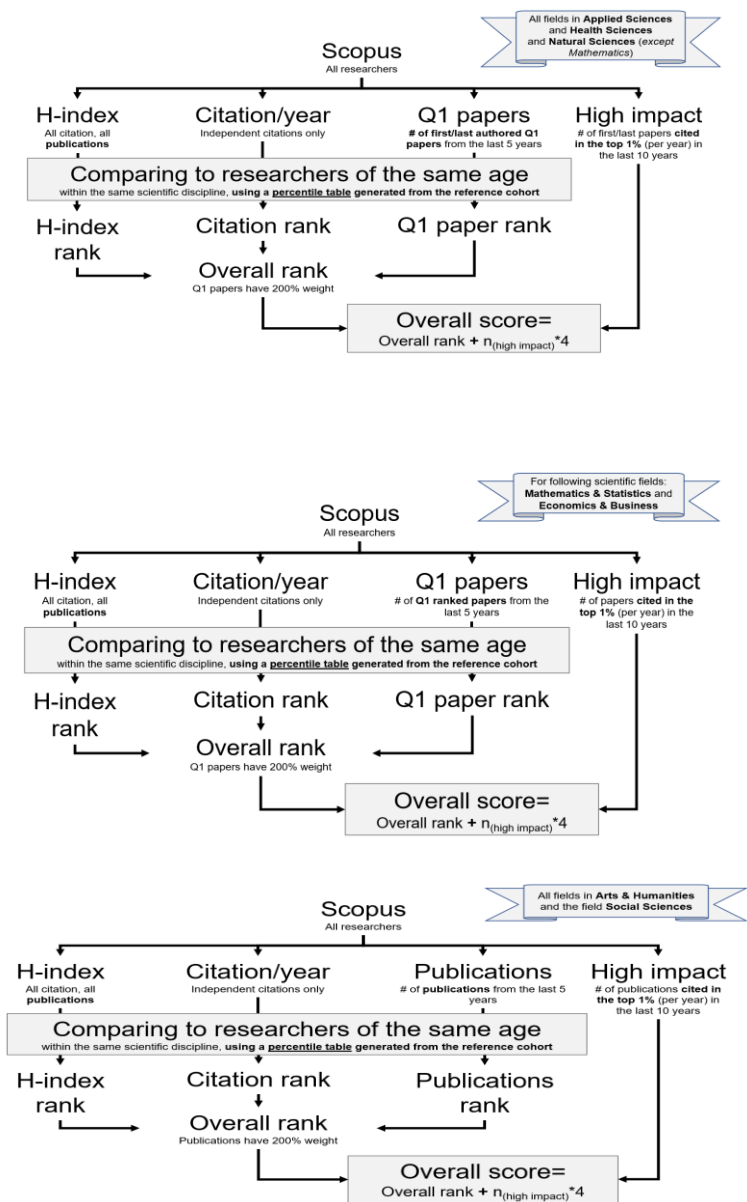 All fields in Applied Sciences
and Health Sciences
and Natural Sciences (except
Mathematics)
Scopus
All researchers
H-index
All citation, all
publications
Citation/year
Independent citations only
Q1 papers
# of first/last authored Q1
papers from the last 5 years
High impact
# of first/last papers cited
in the top 1% (per year) in
the last 10 years
Comparing to researchers of the same age
within the same scientific discipline, using a percentile table generated from the reference cohort
H-index
rank
Citation rank
Q1 paper rank
Overall rank
Q1 papers have 200% weight
Overall score=
Overall rank + n(high impact)*4
For following scientific fields:
Mathematics & Statistics and
Economics & Business
Scopus
All researchers
H-index
All citation, all
publications
Citation/year
Independent citations only
Q1 papers
# of Q1 ranked papers from the
last 5 years
High impact
# of papers cited in the
top 1% (per year) in the
last 10 years
Comparing to researchers of the same age
within the same scientific discipline, using a percentile table generated from the reference cohort
H-index
rank
Citation rank
Q1 paper rank
Overall rank
Q1 papers have 200% weight
Overall score=
Overall rank + n(high impact)*4
All fields in Arts & Humanities
and the field Social Sciences
Scopus
All researchers
H-index
All citation, all
publications
Citation/year
Independent citations only
Publications
# of publications from the last 5
years
High impact
# of publications cited in
the top 1% (per year) in
the last 10 years
Comparing to researchers of the same age
within the same scientific discipline, using a percentile table generated from the reference cohort
H-index
rank
Citation rank
Publications
rank
Overall rank
Publications have 200% weight
Overall score=
Overall rank + n(high impact)*4